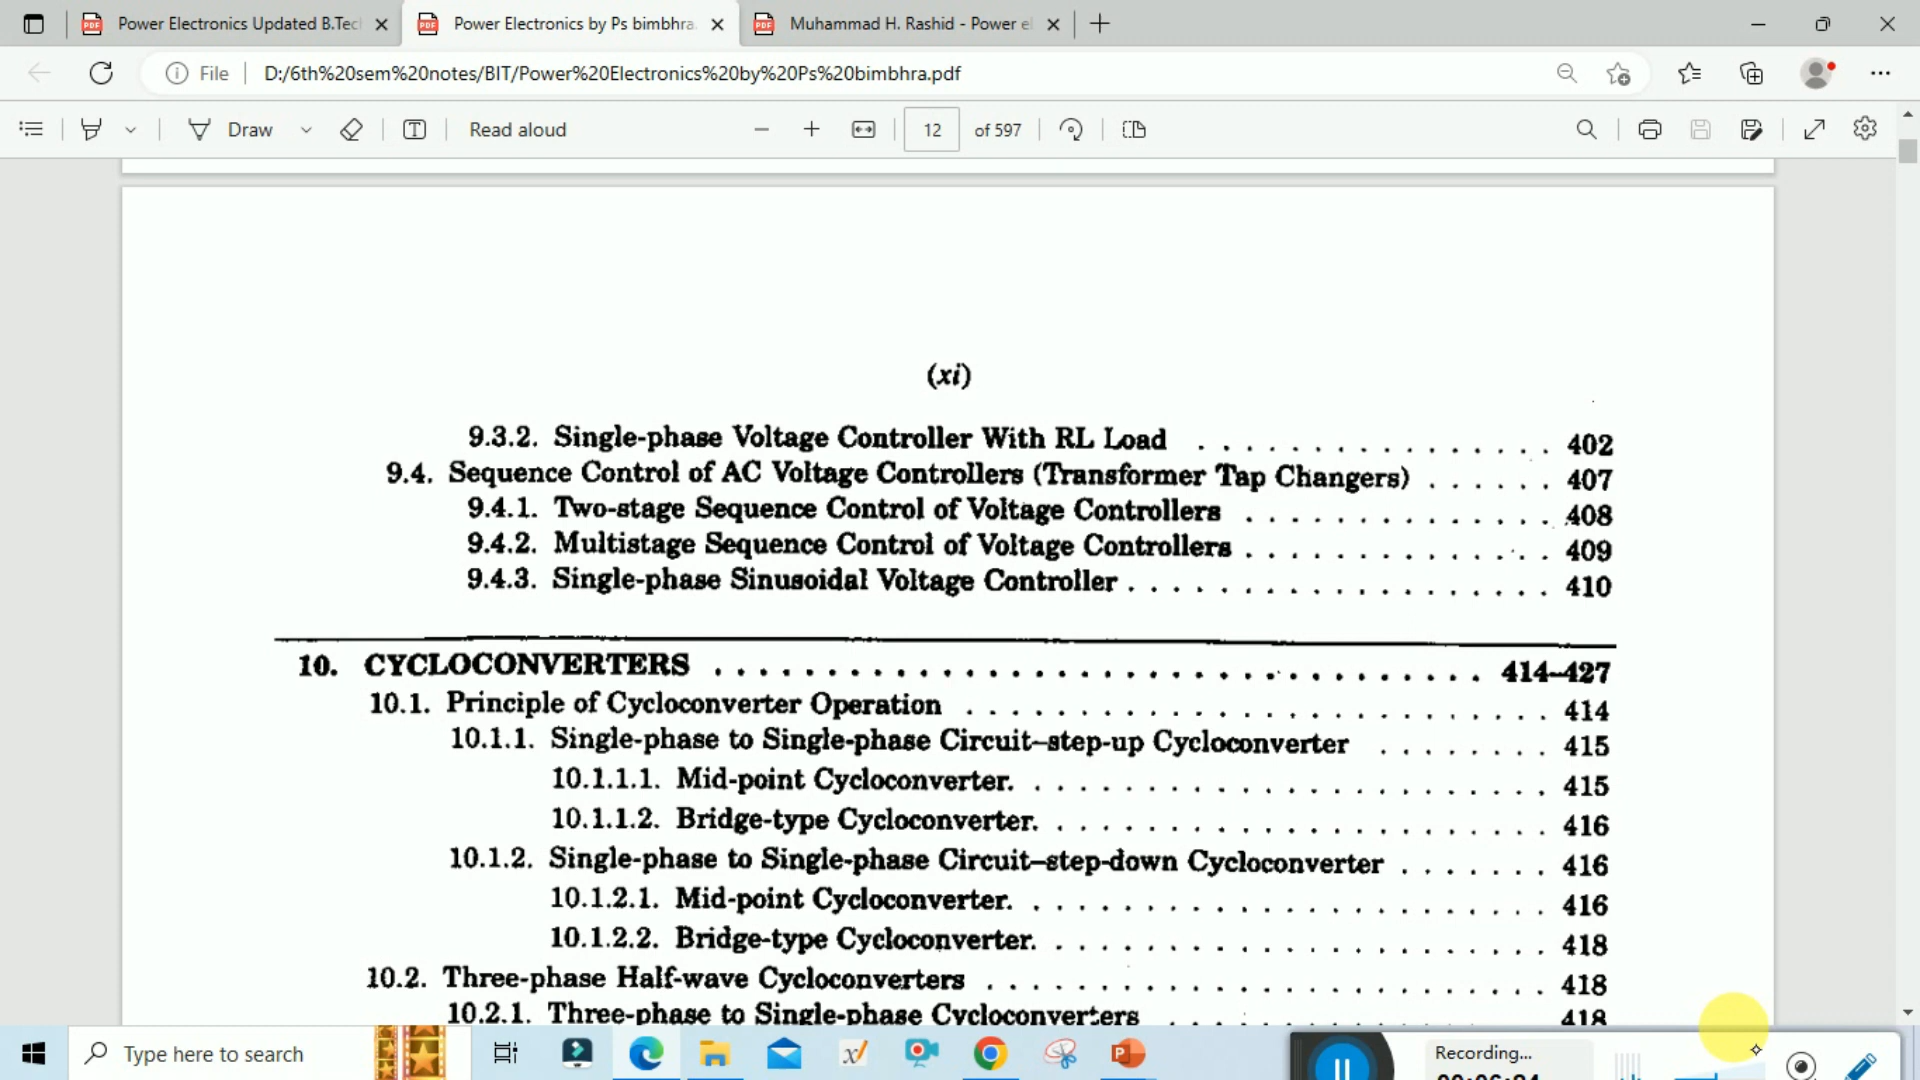 Power Electronics Updated B.Tec
Power Electronics by Ps bimbhra.
Muhammad H. Rashid - Power el
File
D:/6th%20sem%20notes/BIT/Power%20Electronics%20by%20Ps%20bimbhra.pdf
Draw
Read aloud
12 of 597
(xi)
9.3.2. Single-phase Voltage Controller With RL Load . . . . . . . . . . . . . . . . 402
9.4. Sequence Control of AC Voltage Controllers (Transformer Tap Changers) . . . . . . 407
9.4.1. Two-stage Sequence Control of Voltage Controllers . . . . . . . . . . . . . . 408
9.4.2. Multistage Sequence Control of Voltage Controllers . . . . . . . . . . . . . . 409
9.4.3. Single-phase Sinusoidal Voltage Controller . . . . . . . . . . . . . . . . . . . 410
10. CYCLOCONVERTERS . . . . . . . . . . . . . . . . . . . . . . . . . . . . . . . . . . 414–427
10.1. Principle of Cycloconverter Operation . . . . . . . . . . . . . . . . . . . . . . . . . . 414
10.1.1. Single-phase to Single-phase Circuit–step-up Cycloconverter . . . . . . . . 415
10.1.1.1. Mid-point Cycloconverter. . . . . . . . . . . . . . . . . . . . . . . . 415
10.1.1.2. Bridge-type Cycloconverter. . . . . . . . . . . . . . . . . . . . . . . 416
10.1.2. Single-phase to Single-phase Circuit–step-down Cycloconverter . . . . . . . 416
10.1.2.1. Mid-point Cycloconverter. . . . . . . . . . . . . . . . . . . . . . . . 416
10.1.2.2. Bridge-type Cycloconverter. . . . . . . . . . . . . . . . . . . . . . . 418
10.2. Three-phase Half-wave Cycloconverters . . . . . . . . . . . . . . . . . . . . . . . . . 418
10.2.1. Three-phase to Single-phase Cycloconverters . . . . . . . . . . . . . . . . . . 418
Type here to search
Recording...